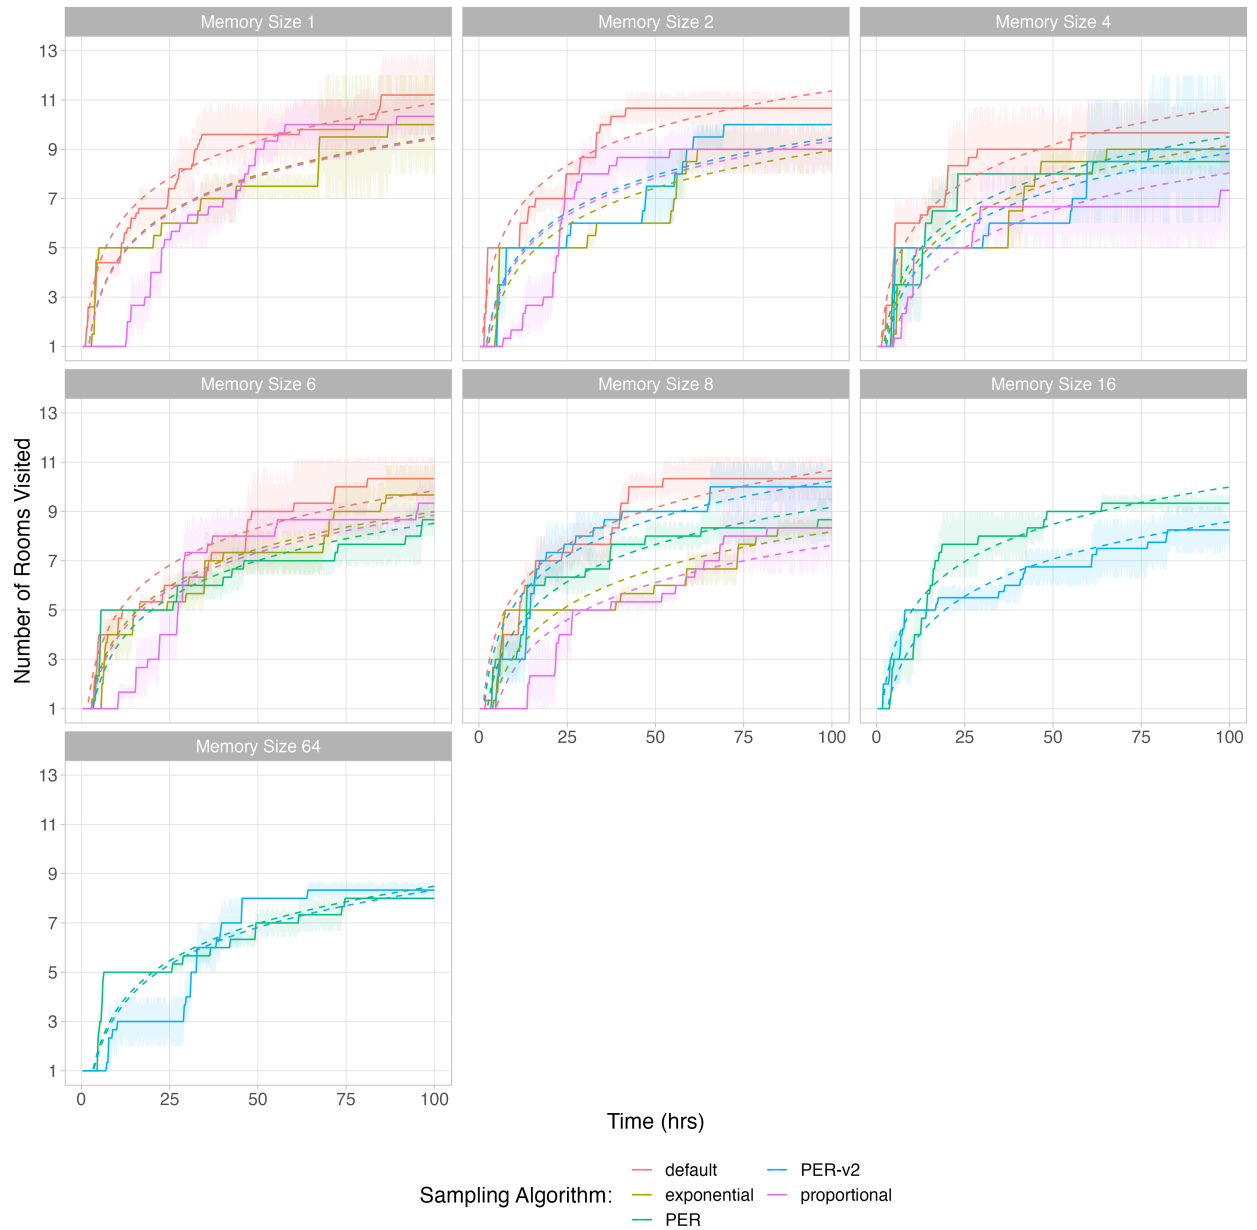 Memory Size 1
Memory Size 2
Memory Size 4
13
11
9
7
5
3
1
Memory Size 6
Memory Size 8
Memory Size 16
13
11
9
7
5
3
1
0 25 50 75 100
0 25 50 75 100
Memory Size 64
13
11
9
7
5
3
1
0 25 50 75 100
Number of Rooms Visited
Time (hrs)
Sampling Algorithm:
default
exponential
PER
PER-v2
proportional